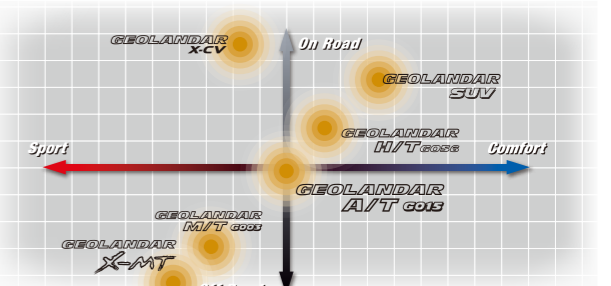 GEOLANDAR
X-CV
On Road
GEOLANDAR
SUV
GEOLANDAR
H/T G056
Sport
Comfort
GEOLANDAR
A/T G015
GEOLANDAR
M/T G003
GEOLANDAR
X-MT